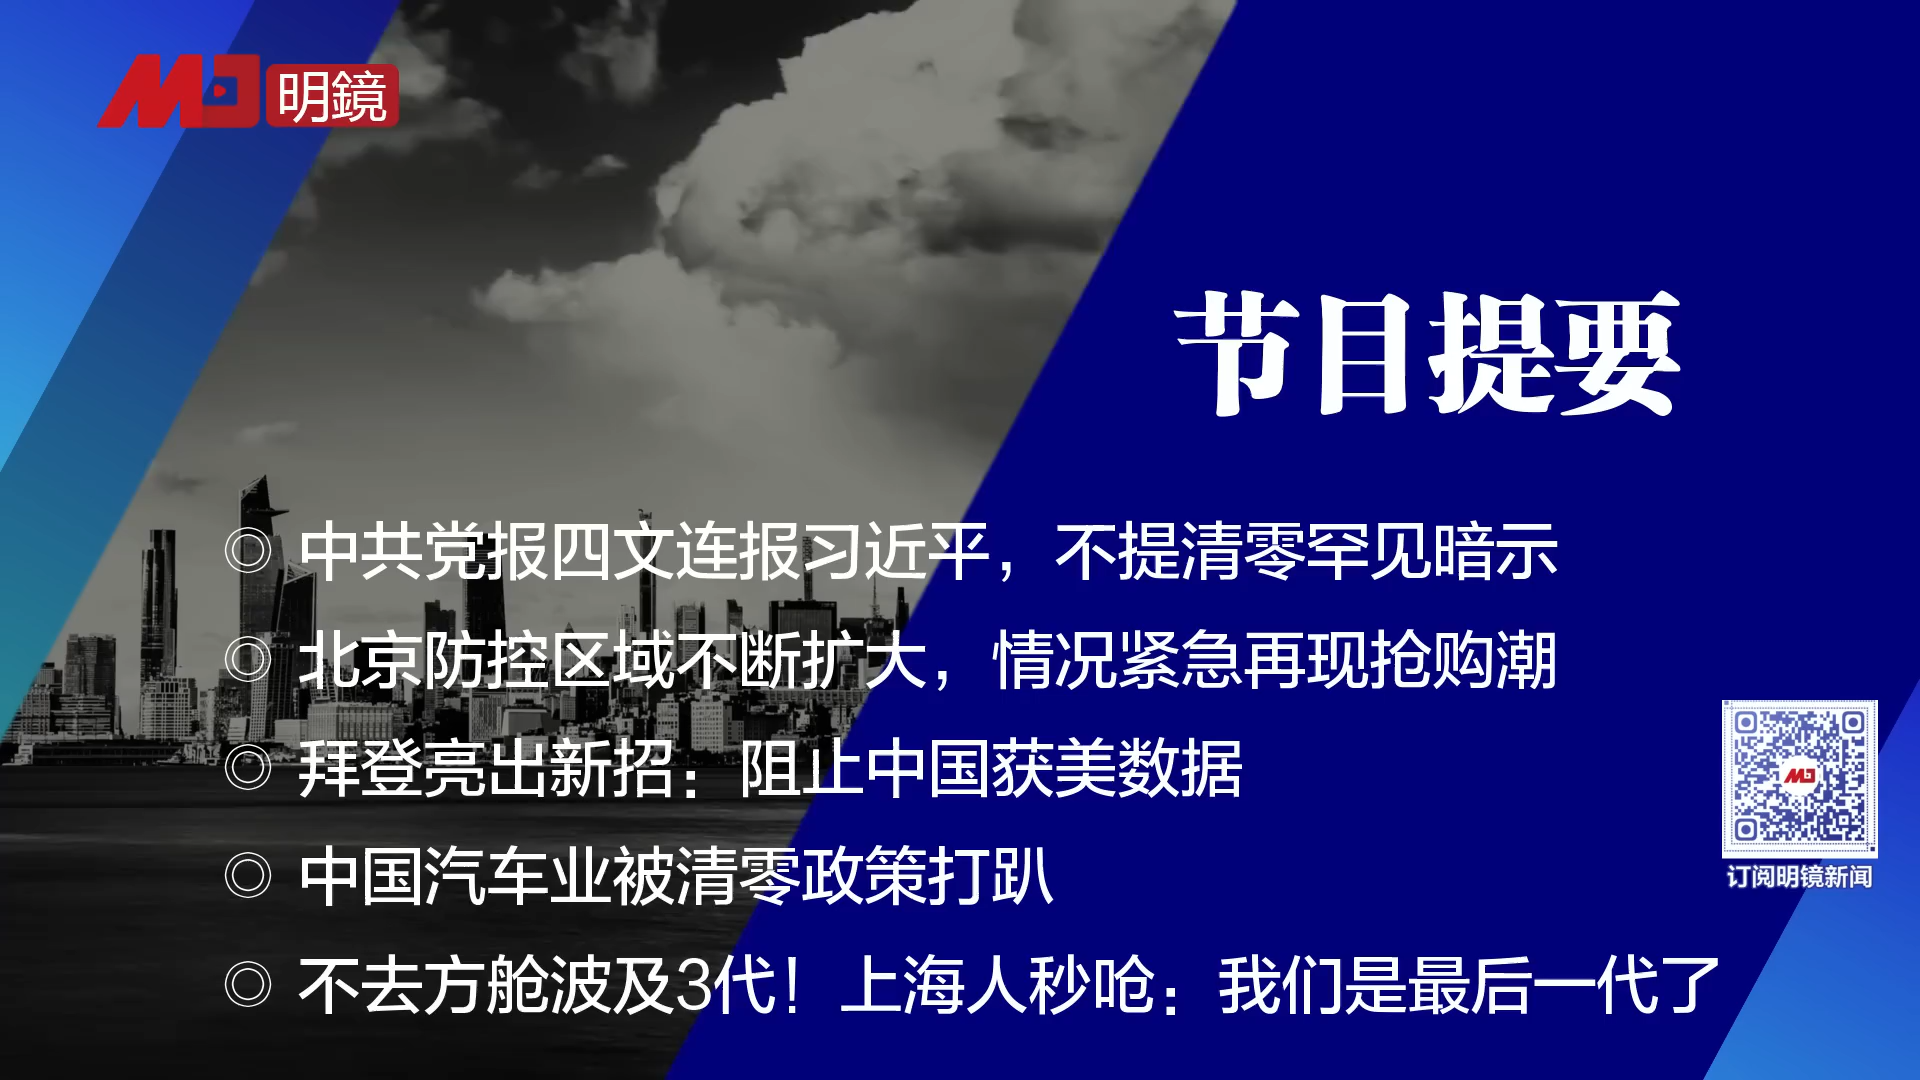 MJ 明鏡
节目提要
◎ 中共党报四文连报习近平，不提清零罕见暗示
◎ 北京防控区域不断扩大，情况紧急再现抢购潮
◎ 拜登亮出新招：阻止中国获美数据
◎ 中国汽车业被清零政策打趴
◎ 不去方舱波及3代！上海人秒呛：我们是最后一代了
MJ
订阅明镜新闻